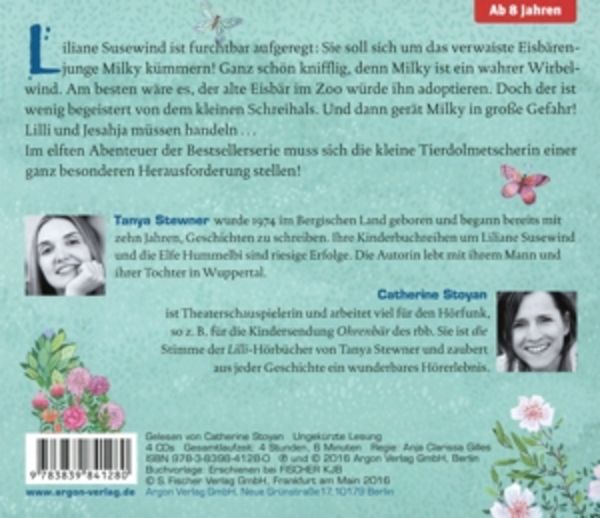 Ab 8 Jahren
Liliane Susewind ist furchtbar aufgeregt: Sie soll sich um das verwaiste Eisbären-
junge Milky kümmern! Ganz schön knifflig, denn Milky ist ein wahrer Wirbel-
wind. Am besten wäre es, der alte Eisbär im Zoo würde ihn adoptieren. Doch der ist
wenig begeistert von dem kleinen Schreihals. Und dann gerät Milky in große Gefahr!
Lilli und Jesahja müssen handeln ...
Im elften Abenteuer der Bestsellerserie muss sich die kleine Tierdolmetscherin einer
ganz besonderen Herausforderung stellen!
Tanya Stewner wurde 1974 im Bergischen Land geboren und begann bereits mit
zehn Jahren, Geschichten zu schreiben. Ihre Kinderbuchreihen um Liliane Susewind
und die Elfe Hummelbi sind riesige Erfolge. Die Autorin lebt mit ihrem Mann und
ihrer Tochter in Wuppertal.
Catherine Stoyan
ist Theaterschauspielerin und arbeitet viel für den Hörfunk,
so z. B. für die Kindersendung Ohrenbär des rbb. Sie ist die
Stimme der Lilli-Hörbücher von Tanya Stewner und zaubert
aus jeder Geschichte ein wunderbares Hörerlebnis.
Gelesen von Catherine Stoyan Ungekürzte Lesung
4 CDs Gesamtlaufzeit: 4 Stunden, 6 Minuten Regie: Anja Clarissa Gilles
ISBN 978-3-8398-4128-0 ℗ und © 2016 Argon Verlag GmbH, Berlin
Buchvorlage: Erschienen bei FISCHER KJB
© S. Fischer Verlag GmbH, Frankfurt am Main 2016
Argon Verlag GmbH, Neue Grünstraße 17, 10179 Berlin
9 783839 841280
www.argon-verlag.de